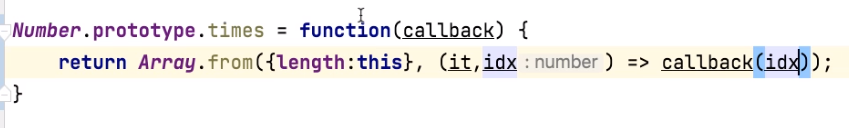 Number.prototype.times = function(callback) {
return Array.from({length:this}, (it,idx : number ) => callback(idx));
}